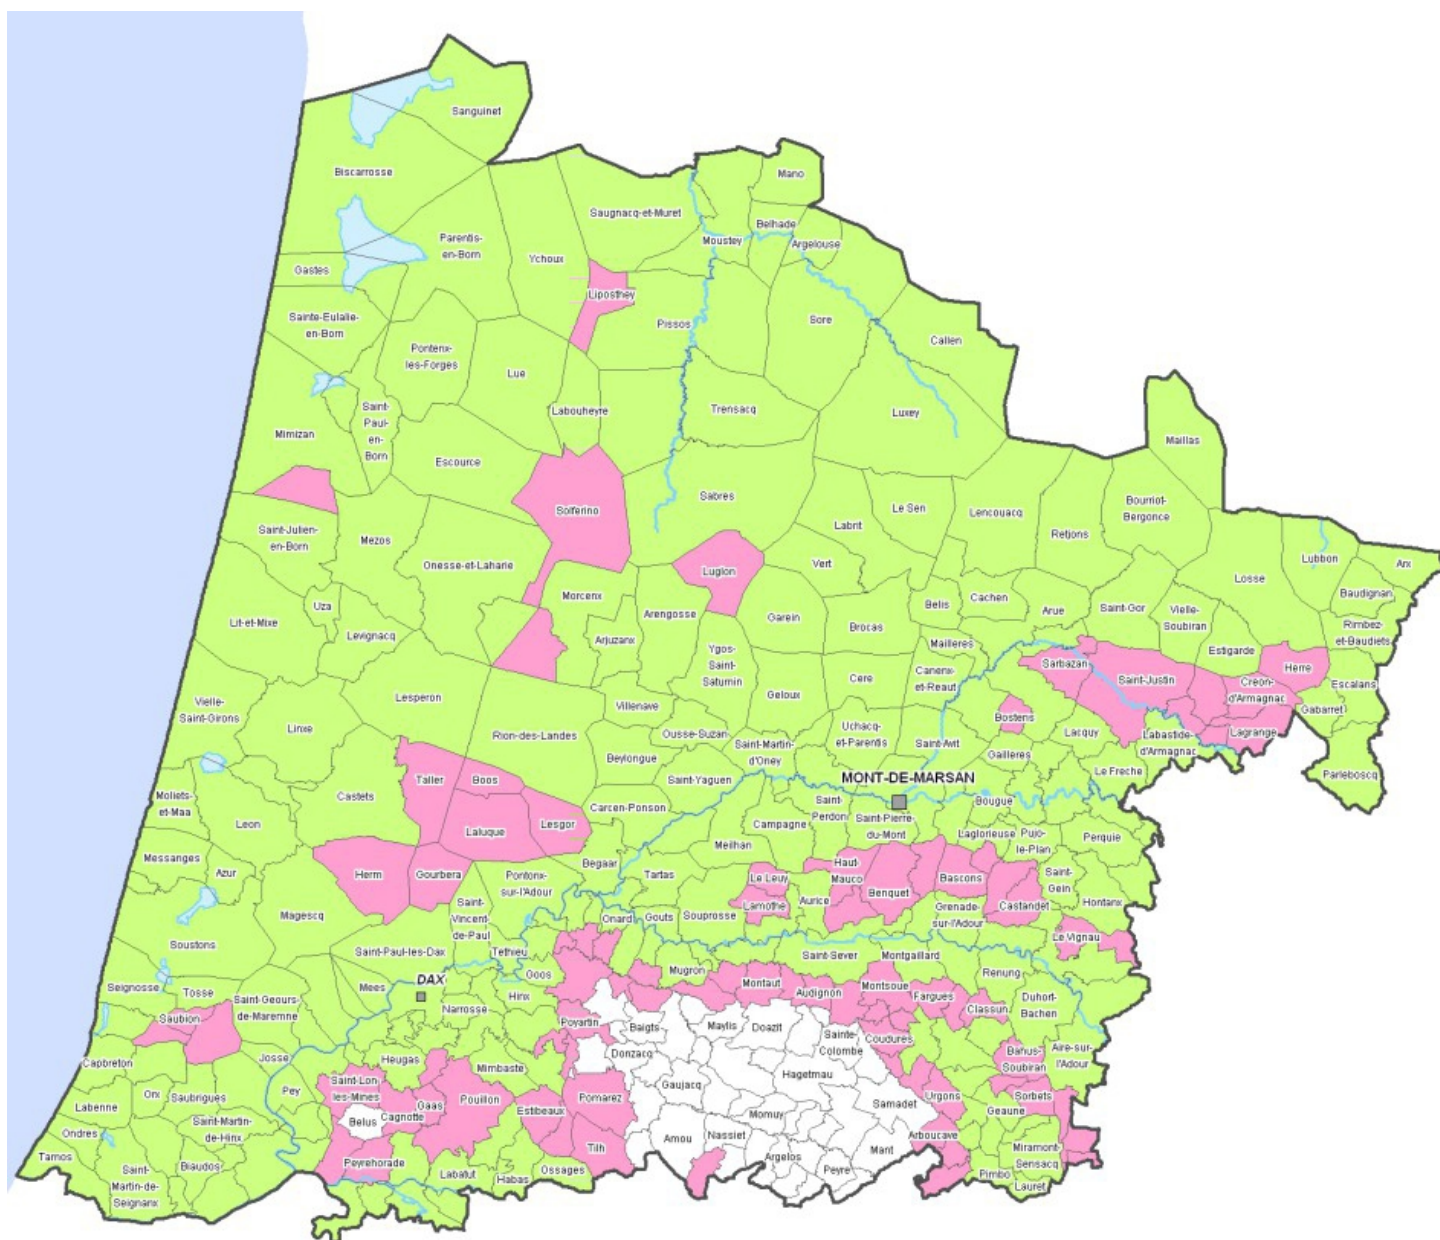 Sanguinet
Biscarrosse
Mano
Saugnacq-et-Muret
Belhade
Moustey
Argelouse
Parentis-
en-Born
Ychoux
Gastes
Liposthey
Sainte-Eulalie-
en-Born
Pissos
Sore
Callen
Pontenx-
les-Forges
Lue
Labouheyre
Trensacq
Luxey
Saint-
Paul-
en-
Born
Mimizan
Maillas
Escource
Sabres
Solferino
Le Sen
Labrit
Lencouacq
Bourriot-
Bergonce
Retjons
Saint-Julien-
en-Born
Mezos
Onesse-et-Laharie
Luglon
Vert
Lubbon
Arx
Losse
Baudignan
Morcenx
Uza
Lit-et-Mixe
Levignacq
Arjuzanx
Arengosse
Garein
Brocas
Belis
Cachen
Arue
Saint-Gor
Vielle-
Soubiran
Rimbez-
et-Baudiets
Estigarde
Mailleres
Ygos-
Saint-
Saturnin
Canenx-
et-Reaut
Cere
Sarbazan
Saint-Justin
Creon-
d'Armagnac
Herre
Escalans
Gabarret
Lesperon
Geloux
Villenave
Vielle-
Saint-Girons
Linxe
Rion-des-Landes
Ousse-Suzan
Beylongue
Saint-Martin-
d'Oney
Uchacq-
et-Parentis
Saint-Avit
Bostens
Gailleres
Lacquy
Labastide-
d'Armagnac
Lagrange
Le Freche
Parleboscq
Taller
Boos
Castets
Saint-Yaguen
MONT-DE-MARSAN
Moliets-
et-Maa
Leon
Laluque
Lesgor
Carcen-Ponson
Campagne
Saint-
Perdon
Saint-Pierre-
du-Mont
Bougue
Laglorieuse
Pujo-
le-Plan
Perquie
Meilhan
Messanges
Azur
Herm
Gourbera
Pontonx-
sur-l'Adour
Begaar
Tartas
Le Leuy
Lamothe
Haut-
Mauco
Benquet
Bascons
Castandet
Saint-
Gein
Hontanx
Aurice
Grenade-
sur-l'Adour
Magescq
Saint-
Vincent-
de-Paul
Onard
Gouts
Souprosse
Le Vignau
Soustons
Saint-Paul-les-Dax
Tethieu
Saint-Sever
Montgaillard
Renung
Goos
Mugron
Seignosse
Tosse
Mees
DAX
Hinx
Montaut
Audignon
Montsoue
Fargues
Classun
Duhort-
Bachen
Saint-Geours-
de-Maremne
Narrosse
Saubion
Poyartin
Baigts
Maylis
Doazit
Sainte
Colombe
Coudures
Capbreton
Josse
Heugas
Mimbaste
Donzacq
Bahus-
Soubiran
Aire-sur-
l'Adour
Hagetmau
Gaujacq
Pey
Saint-Lon-
les-Mines
Gaas
Pouillon
Estibeaux
Pomarez
Samadet
Urgons
Sorbets
Geaune
Labenne
Orx
Saubrigues
Belus
Cagnotte
Momuy
Ondres
Saint-Martin-
de-Hinx
Amou
Nassiet
Argelos
Arboucave
Mant
Miramont-
Sensacq
Tarnos
Biaudos
Saint-
Martin-de-
Seignanx
Peyrehorade
Labatut
Habas
Ossages
Tilh
Peyre
Pimbo
Lauret